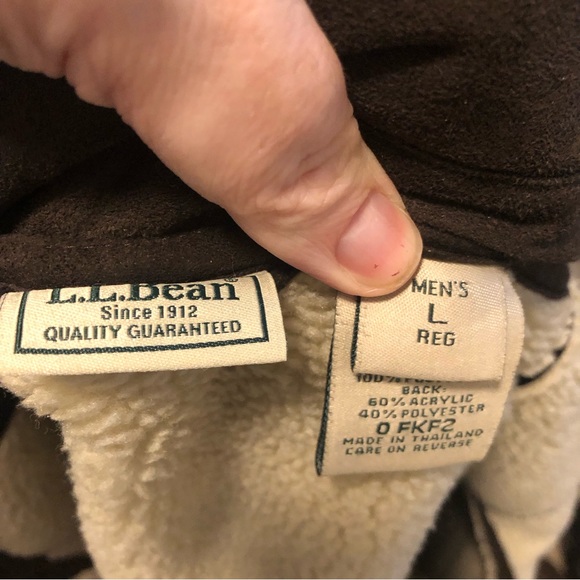 L.L.Bean®
Since 1912
QUALITY GUARANTEED
MEN'S
L
REG
100%
BACK:
60% ACRYLIC
40% POLYESTER
0 FKF2
MADE IN THAILAND
CARE ON REVERSE